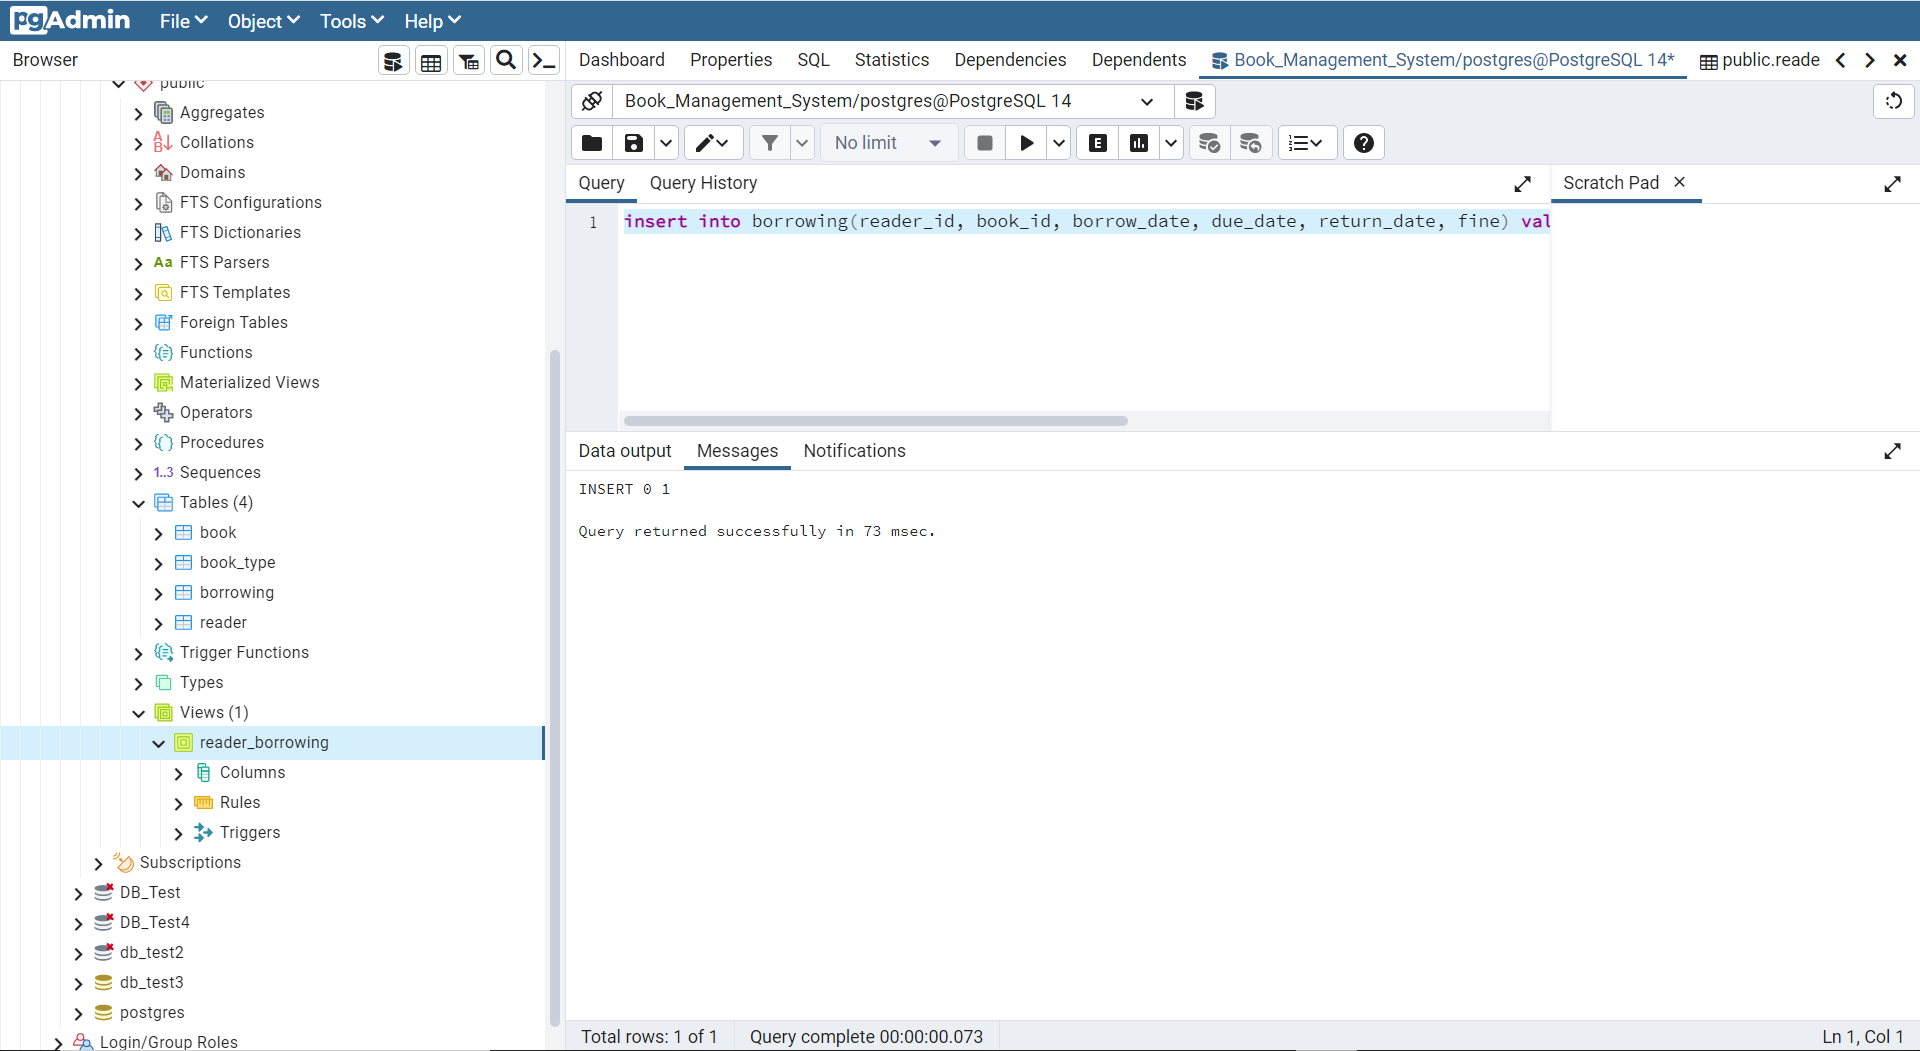 pgAdmin File Object Tools Help
Browser
Dashboard Properties SQL Statistics Dependencies Dependents Book_Management_System/postgres@PostgreSQL 14* public.reade
Book_Management_System/postgres@PostgreSQL 14
No limit
E
Query Query History
Scratch Pad
1 insert into borrowing(reader_id, book_id, borrow_date, due_date, return_date, fine) val
public
Aggregates
Collations
Domains
FTS Configurations
FTS Dictionaries
Aa FTS Parsers
FTS Templates
Foreign Tables
Functions
Materialized Views
Operators
Procedures
1..3 Sequences
Tables (4)
book
book_type
borrowing
reader
Trigger Functions
Types
Views (1)
reader_borrowing
Columns
Rules
Triggers
Subscriptions
DB_Test
DB_Test4
db_test2
db_test3
postgres
Login/Group Roles
Data output Messages Notifications
INSERT 0 1
Query returned successfully in 73 msec.
Total rows: 1 of 1 Query complete 00:00:00.073 Ln 1, Col 1